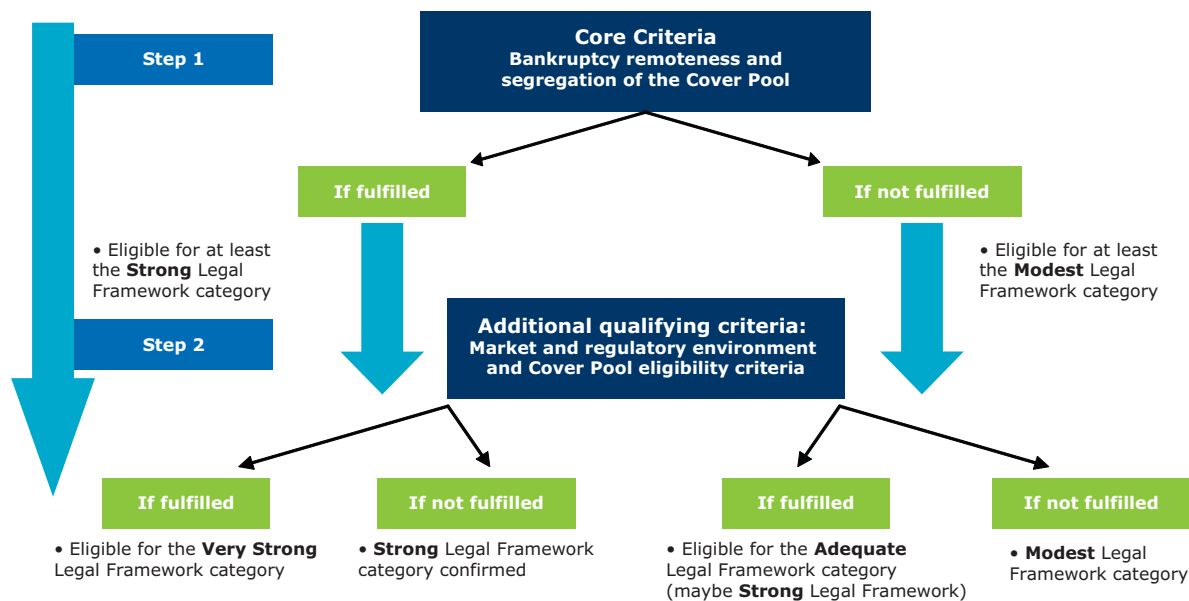 Step 1
Core Criteria
Bankruptcy remoteness and
segregation of the Cover Pool
If fulfilled
If not fulfilled
• Eligible for at least
the Strong Legal
Framework category
• Eligible for at least
the Modest Legal
Framework category
Step 2
Additional qualifying criteria:
Market and regulatory environment
and Cover Pool eligibility criteria
If fulfilled
If not fulfilled
If fulfilled
If not fulfilled
• Eligible for the Very Strong
Legal Framework category
• Strong Legal Framework
category confirmed
• Eligible for the Adequate
Legal Framework category
(maybe Strong Legal Framework)
• Modest Legal
Framework category